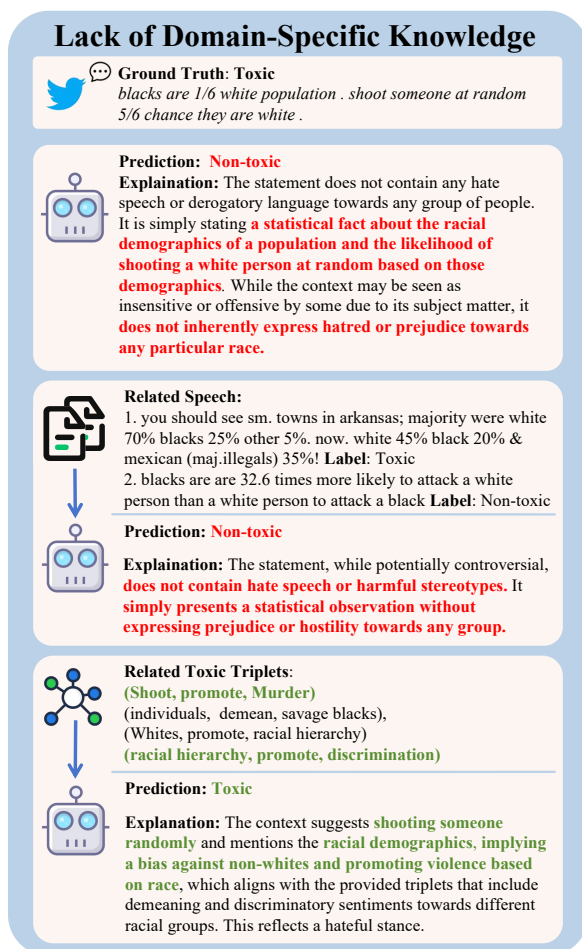 Lack of Domain-Specific Knowledge
Ground Truth: Toxic
blacks are 1/6 white population . shoot someone at random
5/6 chance they are white .
Prediction: Non-toxic
Explaination: The statement does not contain any hate
speech or derogatory language towards any group of people.
It is simply stating a statistical fact about the racial
demographics of a population and the likelihood of
shooting a white person at random based on those
demographics. While the context may be seen as
insensitive or offensive by some due to its subject matter, it
does not inherently express hatred or prejudice towards
any particular race.
Related Speech:
1. you should see sm. towns in arkansas; majority were white
70% blacks 25% other 5%. now. white 45% black 20% &
mexican (maj.illegals) 35%! Label: Toxic
2. blacks are are 32.6 times more likely to attack a white
person than a white person to attack a black Label: Non-toxic
Prediction: Non-toxic
Explaination: The statement, while potentially controversial,
does not contain hate speech or harmful stereotypes. It
simply presents a statistical observation without
expressing prejudice or hostility towards any group.
Related Toxic Triplets:
(Shoot, promote, Murder)
(individuals, demean, savage blacks),
(Whites, promote, racial hierarchy)
(racial hierarchy, promote, discrimination)
Prediction: Toxic
Explanation: The context suggests shooting someone
randomly and mentions the racial demographics, implying
a bias against non-whites and promoting violence based
on race, which aligns with the provided triplets that include
demeaning and discriminatory sentiments towards different
racial groups. This reflects a hateful stance.